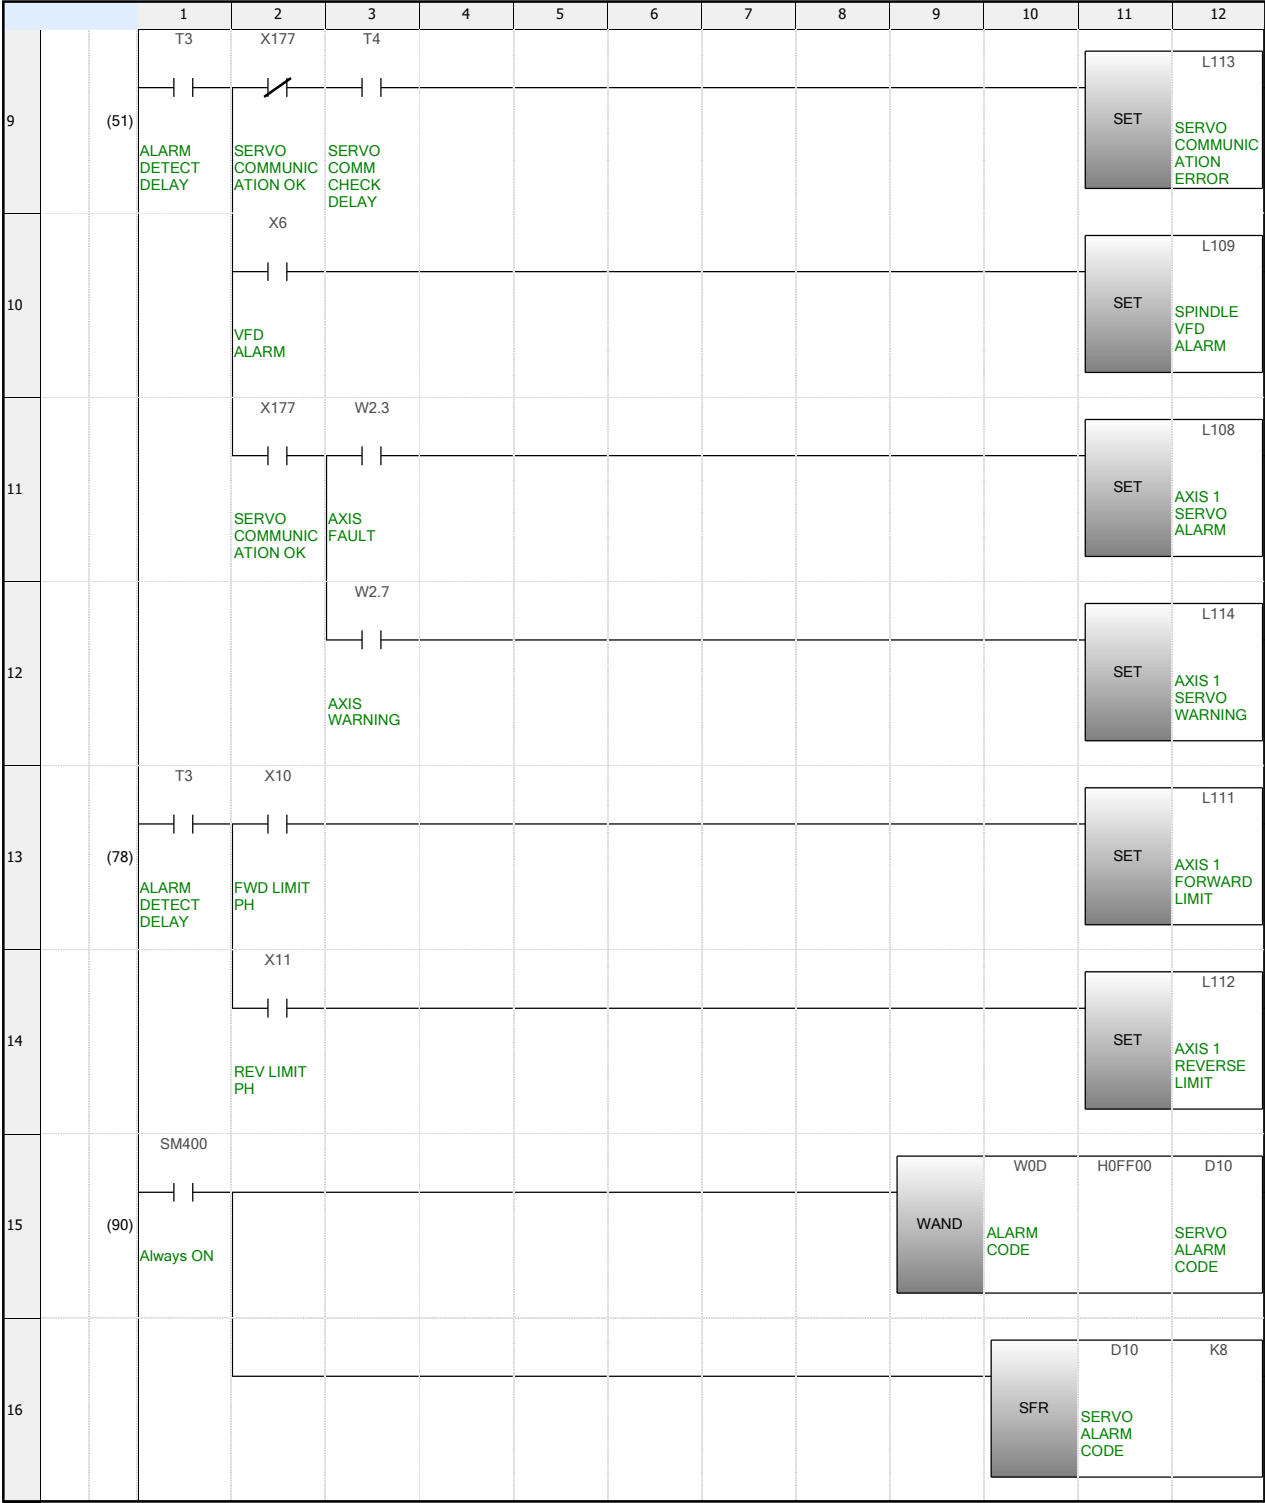 1 2 3 4 5 6 7 8 9 10 11 12
T3 X177 T4 L113
9 (51) SET
ALARM DETECT DELAY
SERVO COMMUNIC ATION OK
SERVO COMM CHECK DELAY
SERVO COMMUNIC ATION ERROR
X6 L109
10 SET
VFD ALARM
SPINDLE VFD ALARM
X177 W2.3 L108
11 SET
SERVO COMMUNIC ATION OK
AXIS FAULT
AXIS 1 SERVO ALARM
W2.7 L114
12 SET
AXIS WARNING
AXIS 1 SERVO WARNING
T3 X10 L111
13 (78) SET
ALARM DETECT DELAY
FWD LIMIT PH
AXIS 1 FORWARD LIMIT
X11 L112
14 SET
REV LIMIT PH
AXIS 1 REVERSE LIMIT
SM400 W0D H0FF00 D10
15 (90) WAND
Always ON
ALARM CODE
SERVO ALARM CODE
D10 K8
16 SFR
SERVO ALARM CODE